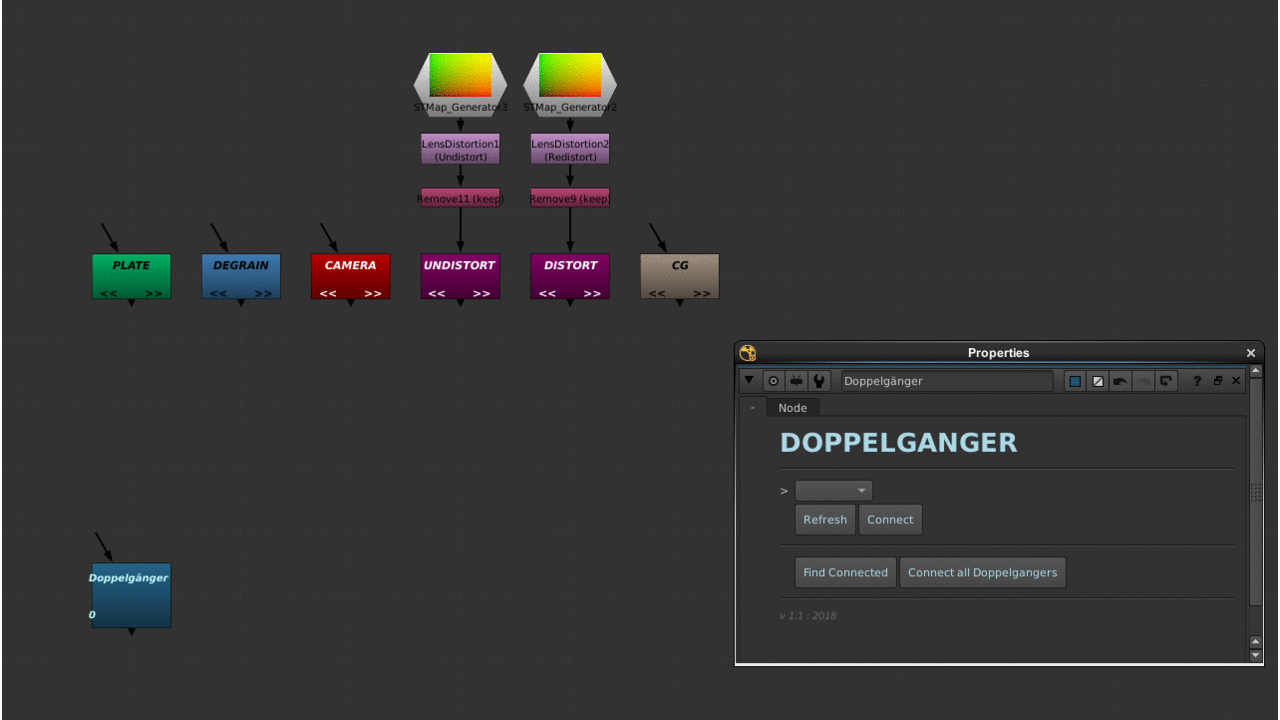 STMap_Generator3 STMap_Generator2
LensDistortion1 LensDistortion2
(Undistort) (Redistort)
Remove11 (keep) Remove9 (keep)
PLATE DEGRAIN CAMERA UNDISTORT DISTORT CG
<< >> << >> << >> << >> << >> << >>
Properties
Doppelgänger
- Node
DOPPELGANGER
>
Refresh Connect
Find Connected Connect all Doppelgangers
v 1.1 : 2018
Doppelgänger
0